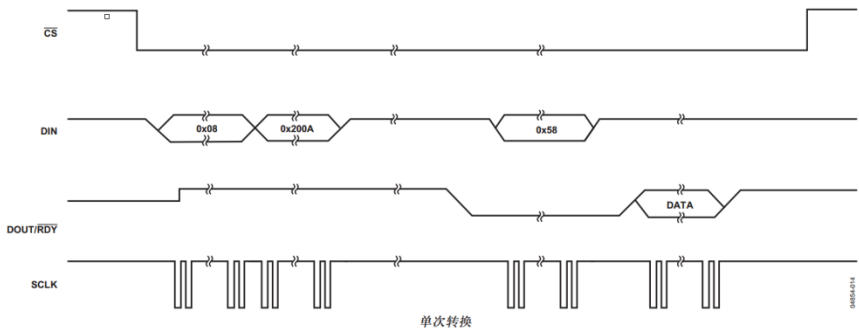 CS
DIN
0x08
0x200A
0x58
DOUT/RDY
DATA
SCLK
04854-014
单次转换